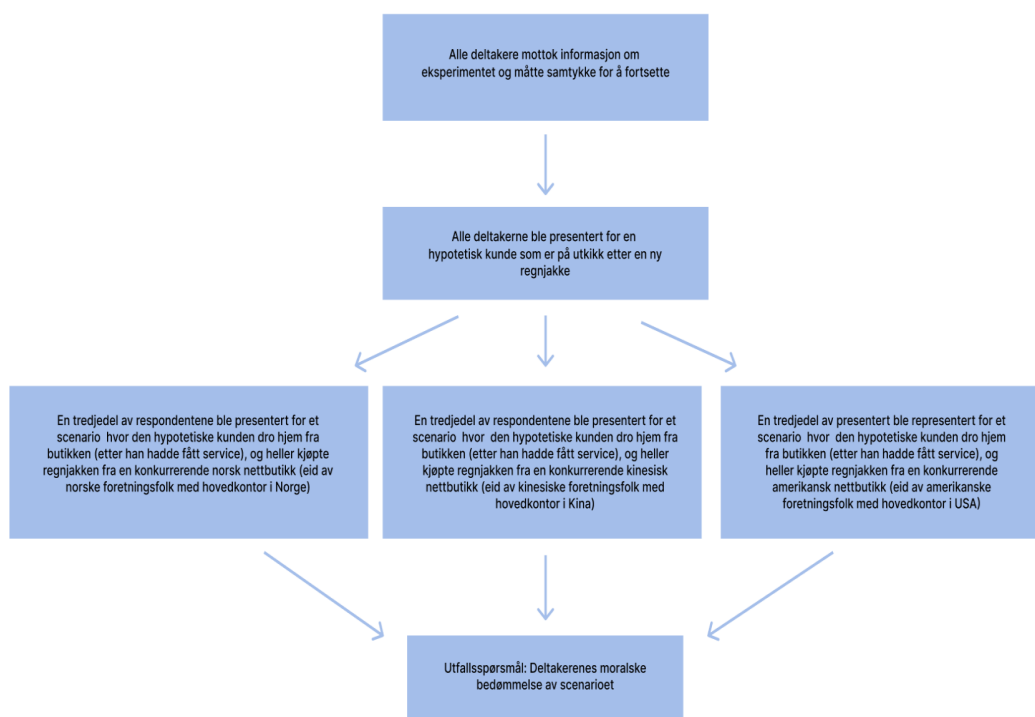 Alle deltakere mottok informasjon om
eksperimentet og måtte samtykke for å fortsette
Alle deltakerne ble presentert for en
hypotetisk kunde som er på utkikk etter en ny
regnjakke
En tredjedel av respondentene ble presentert for et
scenario hvor den hypotetiske kunden dro hjem fra
butikken (etter han hadde fått service), og heller
kjøpte regnjakken fra en konkurrerende norsk
nettbutikk (eid av
norske foretningsfolk med hovedkontor i Norge)
En tredjedel av respondentene ble presentert for et
scenario hvor den hypotetiske kunden dro hjem fra
butikken (etter han hadde fått service), og heller
kjøpte regnjakken fra en konkurrerende kinesisk
nettbutikk (eid av kinesiske foretningsfolk med
hovedkontor i Kina)
En tredjedel av presentert ble representert for et
scenario hvor den hypotetiske kunden dro hjem
fra butikken (etter han hadde fått service), og
heller kjøpte regnjakken fra en konkurrerende
amerikansk nettbutikk (eid av amerikanske
foretningsfolk med hovedkontor i USA)
Utfallsspørsmål: Deltakerenes moralske
bedømmelse av scenarioet